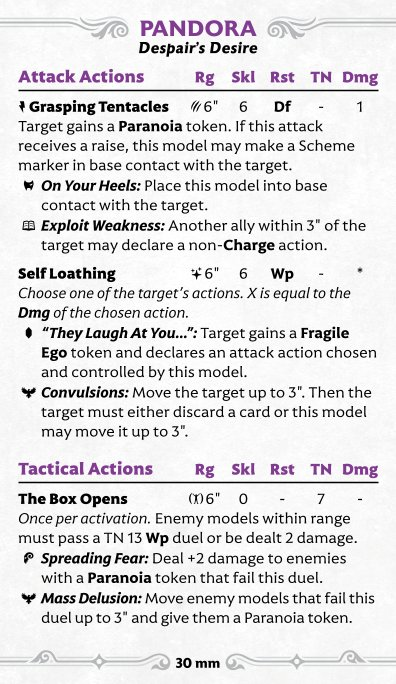 PANDORA
Despair's Desire
Attack Actions Rg Skl Rst TN Dmg
Grasping Tentacles 6" 6 Df - 1
Target gains a Paranoia token. If this attack
receives a raise, this model may make a Scheme
marker in base contact with the target.
On Your Heels: Place this model into base
contact with the target.
Exploit Weakness: Another ally within 3" of the
target may declare a non-Charge action.
Self Loathing 6" 6 Wp - *
Choose one of the target's actions. X is equal to the
Dmg of the chosen action.
"They Laugh At You...": Target gains a Fragile
Ego token and declares an attack action chosen
and controlled by this model.
Convulsions: Move the target up to 3". Then the
target must either discard a card or this model
may move it up to 3".
Tactical Actions Rg Skl Rst TN Dmg
The Box Opens 6" 0 - 7 -
Once per activation. Enemy models within range
must pass a TN 13 Wp duel or be dealt 2 damage.
Spreading Fear: Deal +2 damage to enemies
with a Paranoia token that fail this duel.
Mass Delusion: Move enemy models that fail this
duel up to 3" and give them a Paranoia token.
30 mm